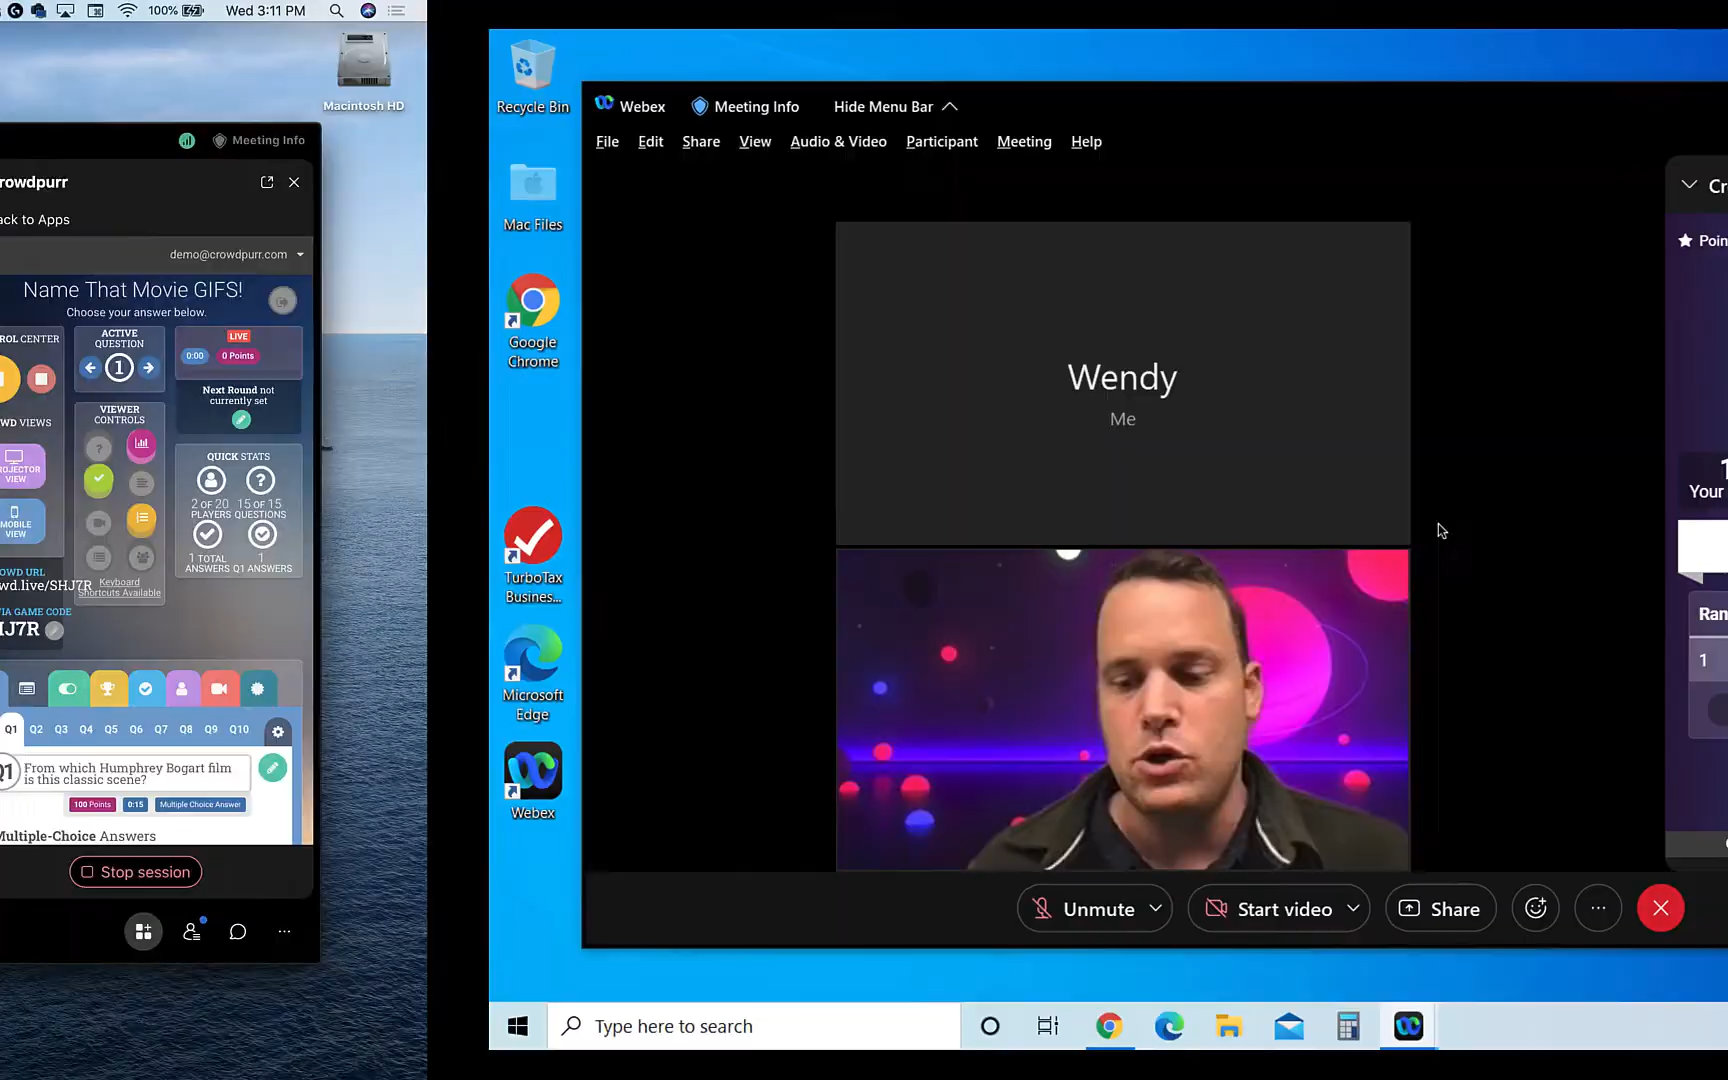 100% Wed 3:11 PM
Macintosh HD
Meeting Info
rowdpurr
ack to Apps
demo@crowdpurr.com
Name That Movie GIFS!
Choose your answer below.
ROL CENTER
ACTIVE
QUESTION
1
LIVE
0:00 0 Points
Next Round not
currently set
VIEWER
CONTROLS
WD VIEWS
ROJECTOR
VIEW
MOBILE
VIEW
QUICK STATS
2 OF 20 15 OF 15
PLAYERS QUESTIONS
1 TOTAL 1
ANSWERS Q1 ANSWERS
OWD URL
wd.live/SHJ7R
Keyboard
Shortcuts Available
IA GAME CODE
HJ7R
Q1 Q2 Q3 Q4 Q5 Q6 Q7 Q8 Q9 Q10
Q1 From which Humphrey Bogart film
is this classic scene?
100 Points 0:15 Multiple Choice Answer
Multiple-Choice Answers
Stop session
Recycle Bin
Mac Files
Google
Chrome
TurboTax
Busines...
Microsoft
Edge
Webex
Webex Meeting Info Hide Menu Bar
File Edit Share View Audio & Video Participant Meeting Help
Wendy
Me
Unmute Start video Share
Cr
Poin
1
Your
Ran
1
Type here to search